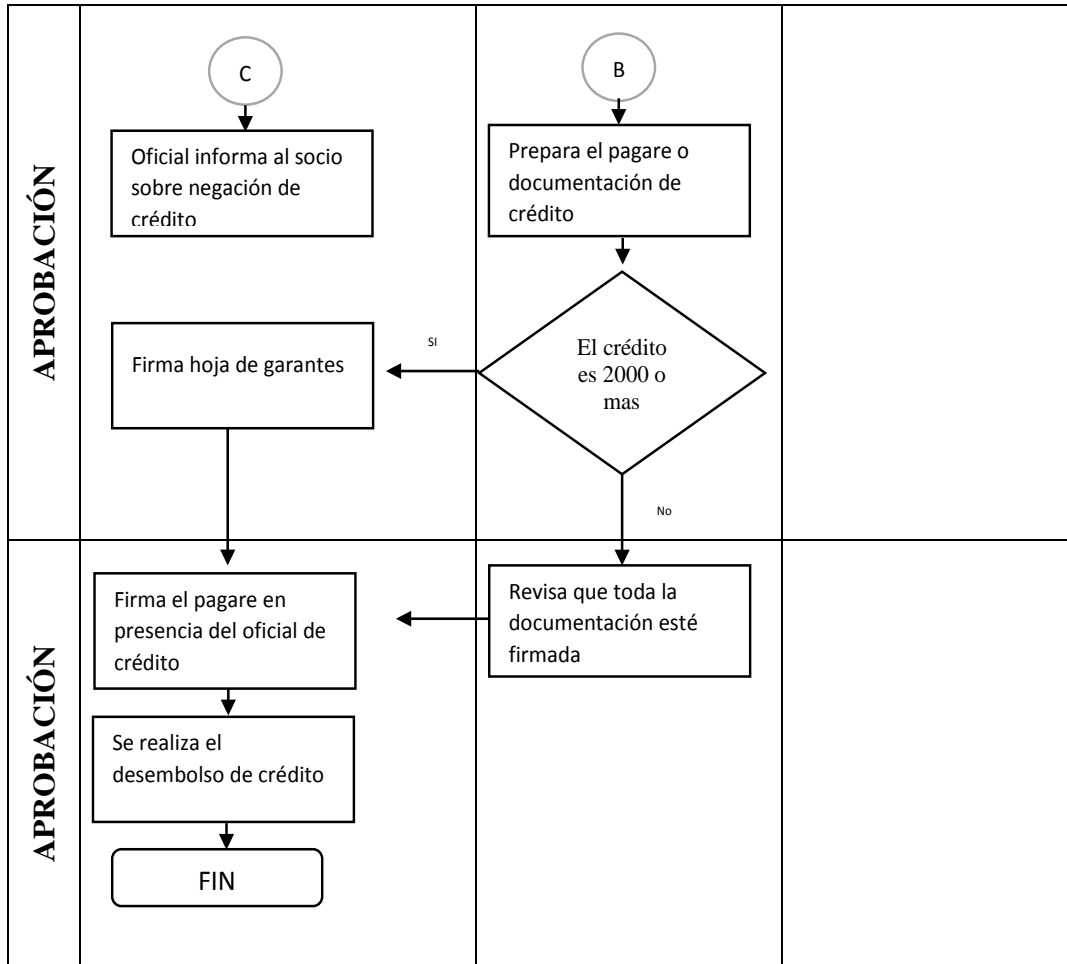 APROBACIÓN
C
Oficial informa al socio
sobre negación de
crédito
B
Prepara el pagare o
documentación de
crédito
El crédito
es 2000 o
mas
SI
Firma hoja de garantes
No
APROBACIÓN
Firma el pagare en
presencia del oficial de
crédito
Revisa que toda la
documentación esté
firmada
Se realiza el
desembolso de crédito
FIN